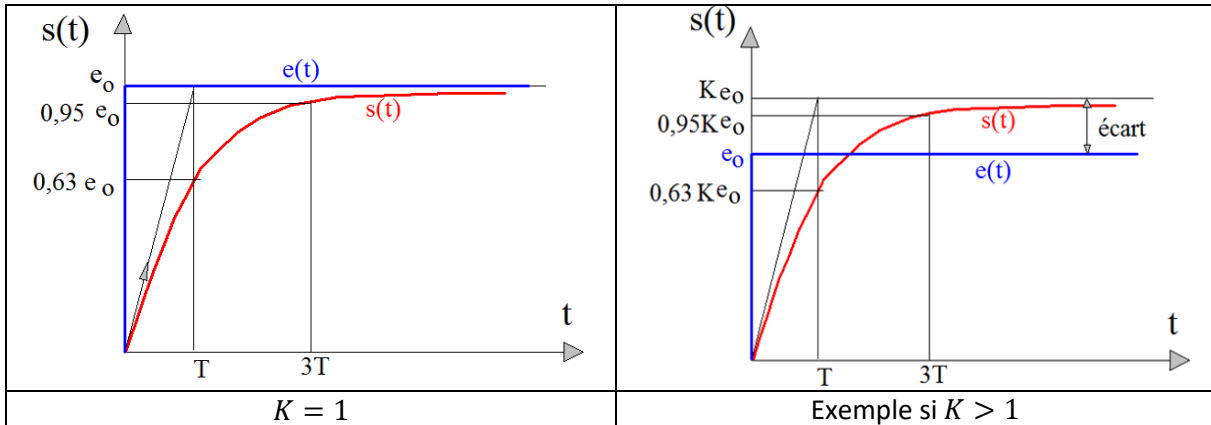 s(t)
e₀
e(t)
0,95 e₀
s(t)
0,63 e₀
t
T
3T
K = 1
s(t)
Ke₀
0,95Ke₀
s(t)
écart
e₀
e(t)
0,63 Ke₀
t
T
3T
Exemple si K > 1